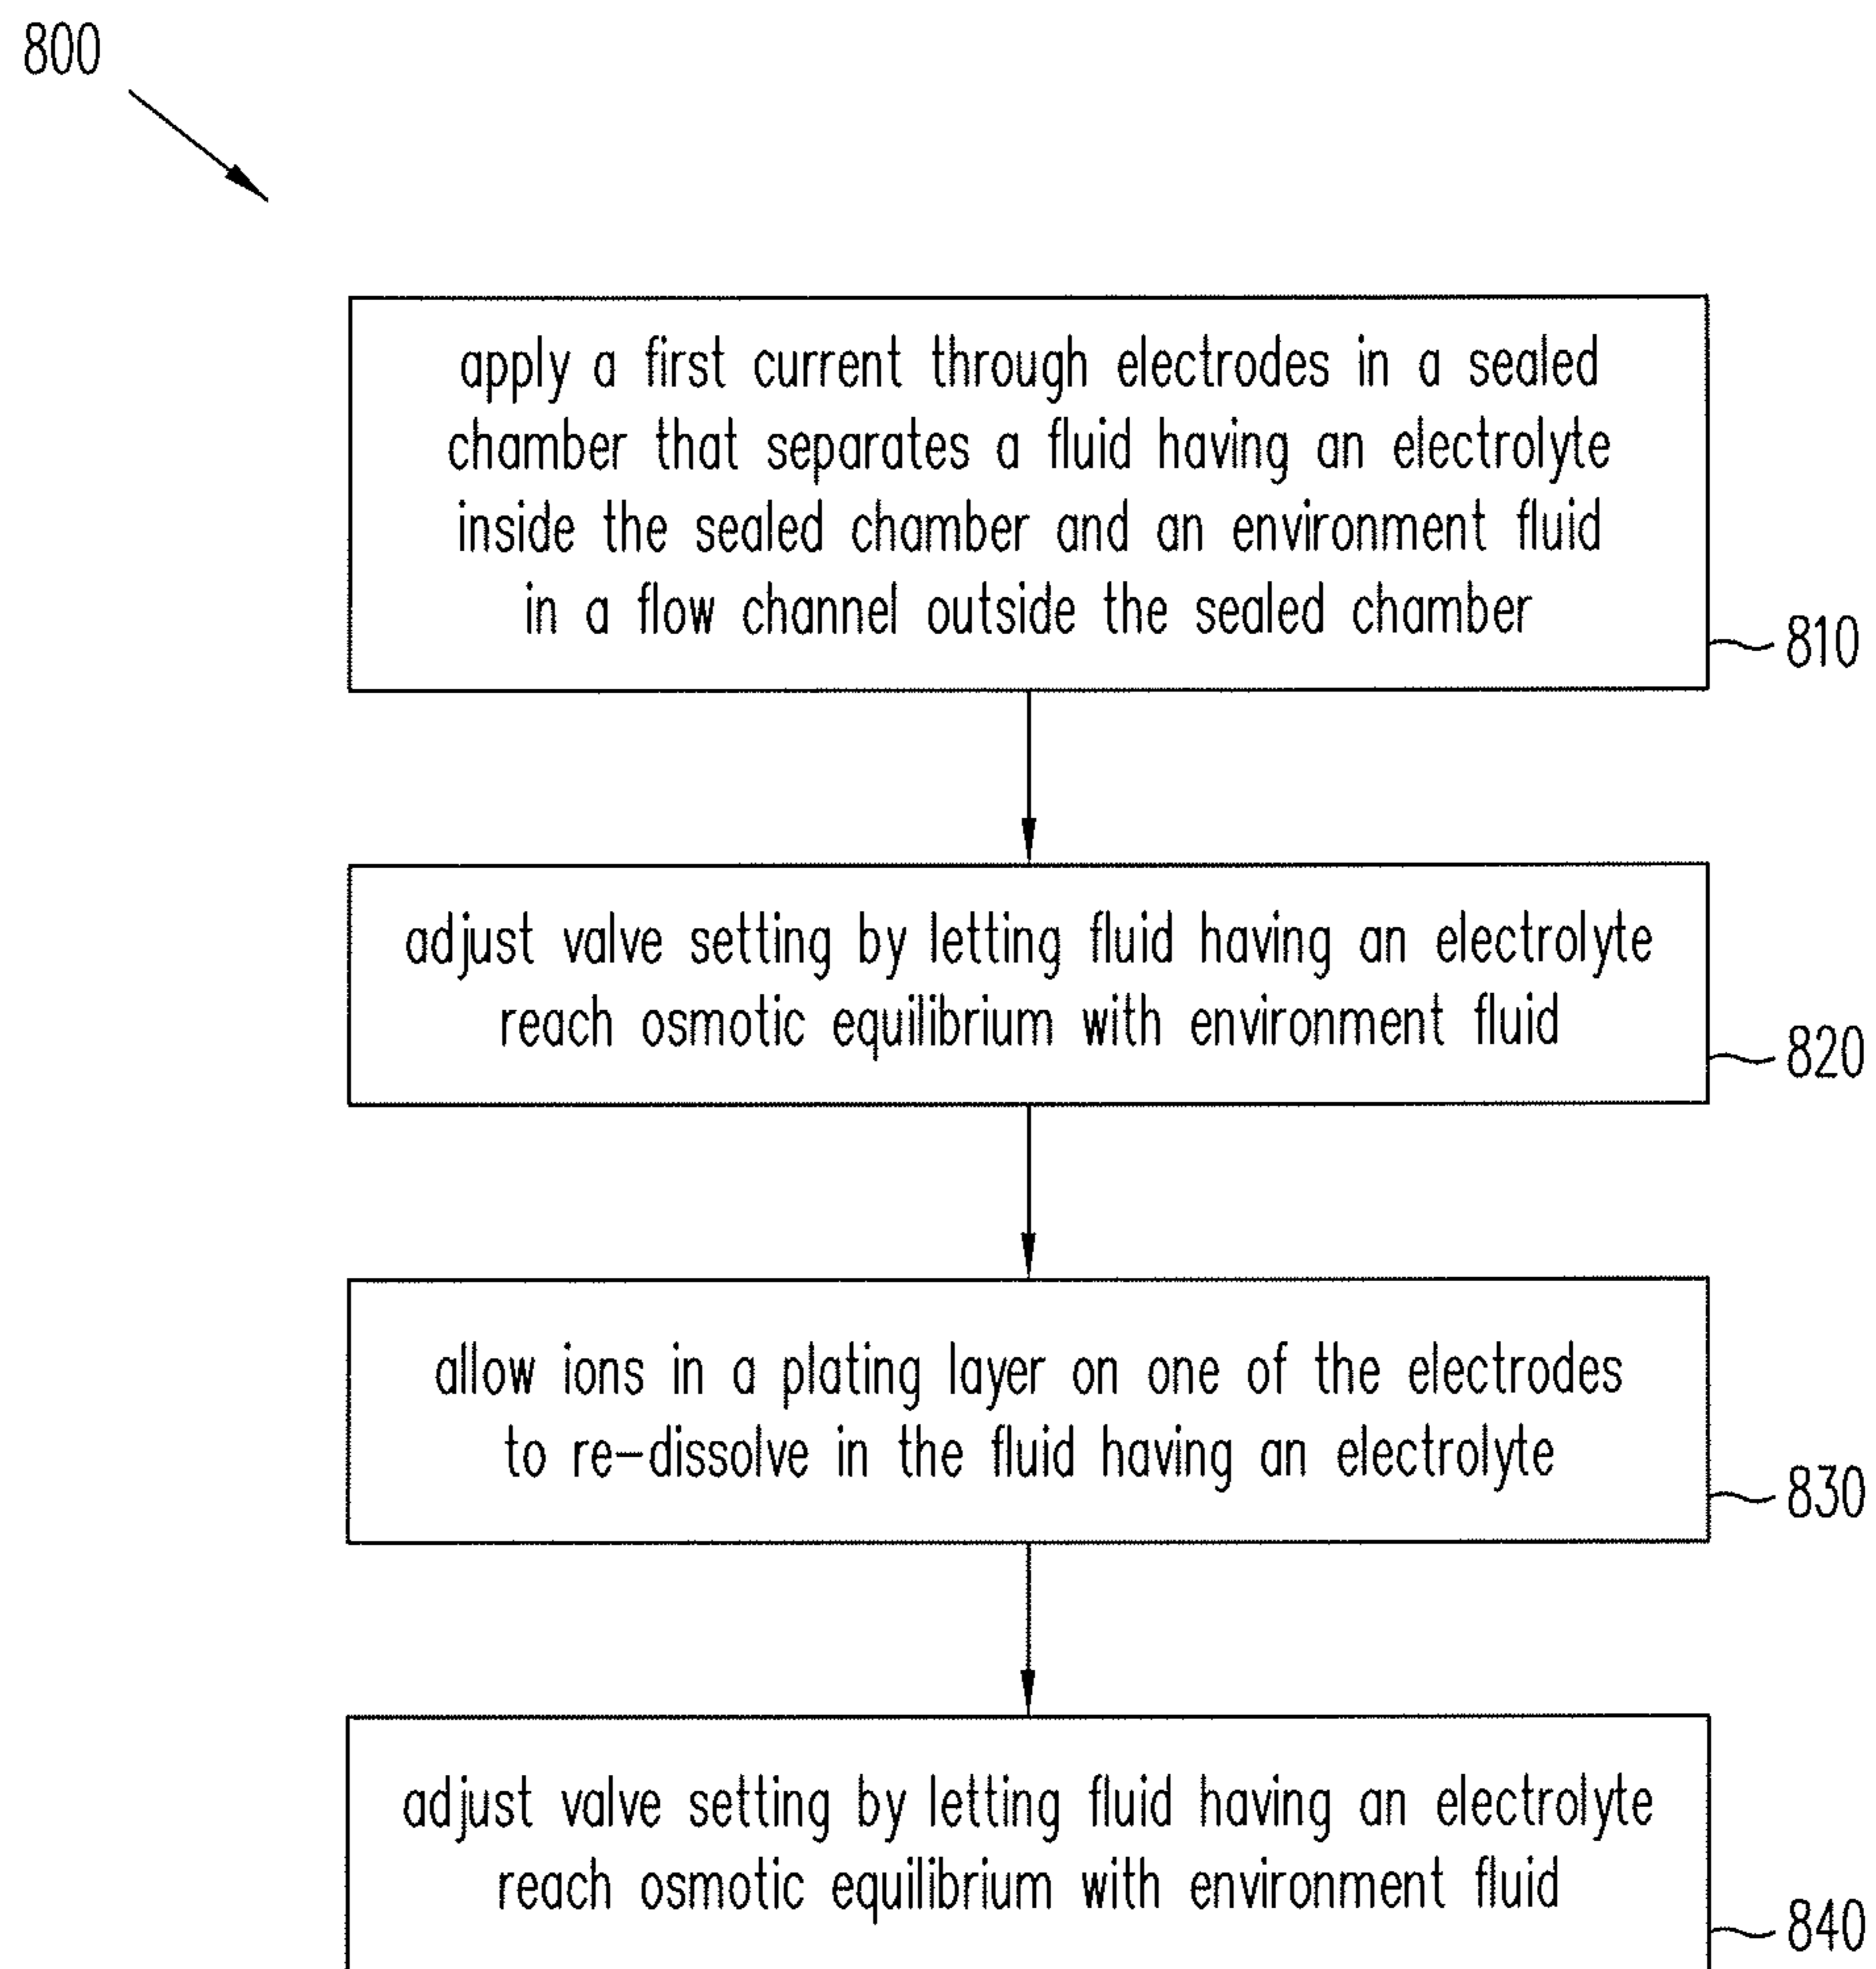 800
apply a first current through electrodes in a sealed
chamber that separates a fluid having an electrolyte
inside the sealed chamber and an environment fluid
in a flow channel outside the sealed chamber
810
adjust valve setting by letting fluid having an electrolyte
reach osmotic equilibrium with environment fluid
820
allow ions in a plating layer on one of the electrodes
to re-dissolve in the fluid having an electrolyte
830
adjust valve setting by letting fluid having an electrolyte
reach osmotic equilibrium with environment fluid
840